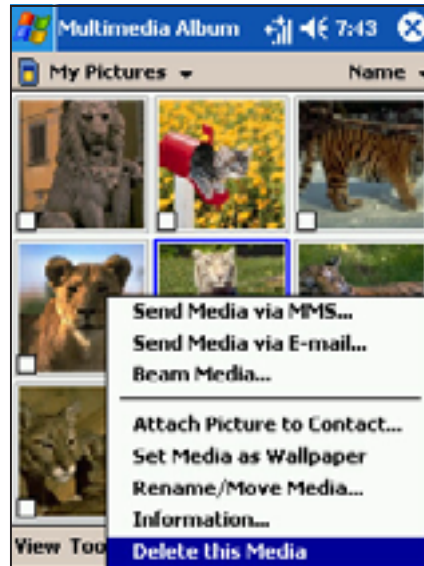 Multimedia Album 7:43
My Pictures Name
Send Media via MMS...
Send Media via E-mail...
Beam Media...
Attach Picture to Contact...
Set Media as Wallpaper
Rename/Move Media...
Information...
View Too
Delete this Media